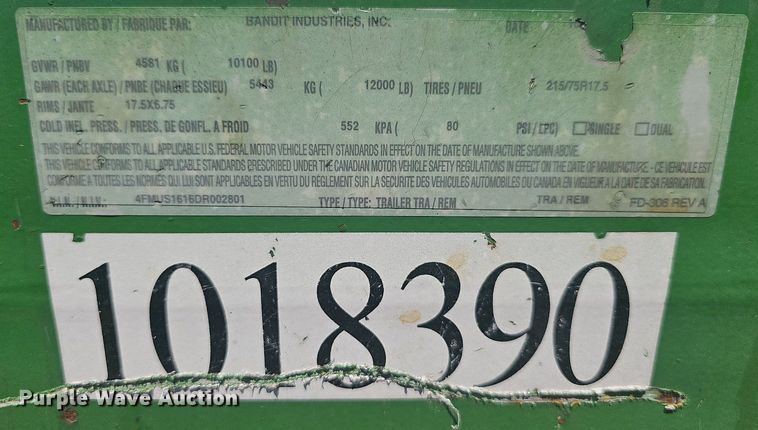 MANUFACTURED BY / FABRIQUE PAR: BANDIT INDUSTRIES, INC. DATE
GVWR / PNBV 4581 KG ( 10100 LB)
GAWR (EACH AXLE) / PNBE (CHAQUE ESSIEU) 5443 KG ( 12000 LB) TIRES / PNEU 215/75R17.5
RIMS / JANTE 17.5X6.75
COLD INFL. PRESS. / PRESS. DE GONFL. A FROID 552 KPA ( 80 PSI / LPC) SINGLE DUAL
THIS VEHICLE CONFORMS TO ALL APPLICABLE U.S. FEDERAL MOTOR VEHICLE SAFETY STANDARDS IN EFFECT ON THE DATE OF MANUFACTURE SHOWN ABOVE.
THIS VEHICLE CONFORMS TO ALL APPLICABLE STANDARDS PRESCRIBED UNDER THE CANADIAN MOTOR VEHICLE SAFETY REGULATIONS IN EFFECT ON THE DATE OF MANUFACTURE - CE VEHICULE EST
CONFORME A TOUTES LES NORMES QUI LUI SONT APPLICABLES EN VERTU DU REGLEMENT SUR LA SECURITE DES VEHICULES AUTOMOBILES DU CANADA EN VIGUEUR A LA DATE DE SA FABRICATION.
V.I.N. / N.I.V. 4FMUS1616DR002801 TYPE / TYPE: TRAILER TRA / REM TRA / REM FD-306 REV A
1018390
Purple Wave Auction